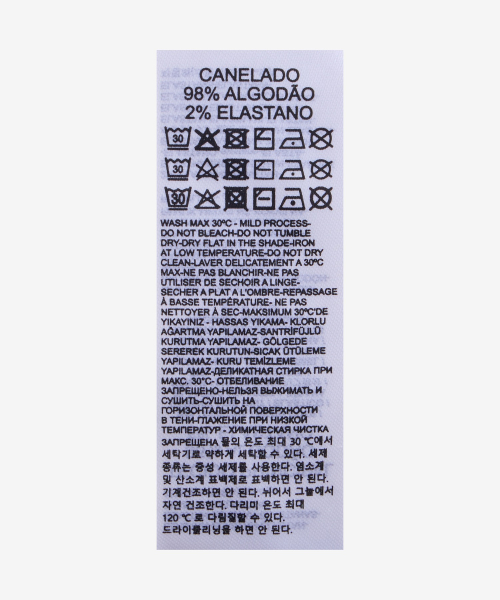 CANELADO
98% ALGODÃO
2% ELASTANO
30
30
30
WASH MAX 30ºC - MILD PROCESS-
DO NOT BLEACH-DO NOT TUMBLE
DRY-DRY FLAT IN THE SHADE-IRON
AT LOW TEMPERATURE-DO NOT DRY
CLEAN-LAVER DELICATEMENT A 30ºC
MAX-NE PAS BLANCHIR-NE PAS
UTILISER DE SECHOIR A LINGE-
SECHER A PLAT A L'OMBRE-REPASSAGE
À BASSE TEMPÉRATURE- NE PAS
NETTOYER À SEC-MAKSIMUM 30ºC'DE
YIKAYINIZ - HASSAS YIKAMA- KLORLU
AĞARTMA YAPILAMAZ-SANTRİFÜJLÜ
KURUTMA YAPILAMAZ- GÖLGEDE
SEREREK KURUTUN-SICAK ÜTÜLEME
YAPILAMAZ- KURU TEMİZLEME
YAPILAMAZ-ДЕЛИКАТНАЯ СТИРКА ПРИ
МАКС. 30°C- ОТБЕЛИВАНИЕ
ЗАПРЕЩЕНО-НЕЛЬЗЯ ВЫЖИМАТЬ И
СУШИТЬ-СУШИТЬ НА
ГОРИЗОНТАЛЬНОЙ ПОВЕРХНОСТИ
В ТЕНИ-ГЛАЖЕНИЕ ПРИ НИЗКОЙ
ТЕМПЕРАТУР - ХИМИЧЕСКАЯ ЧИСТКА
ЗАПРЕЩЕНА 물의 온도 최대 30 ℃에서
세탁기로 약하게 세탁할 수 있다. 세제
종류는 중성 세제를 사용한다. 염소계
및 산소계 표백제로 표백하면 안 된다.
기계건조하면 안 된다. 뉘어서 그늘에서
자연 건조한다. 다리미 온도 최대
120 ℃ 로 다림질할 수 있다.
드라이클리닝을 하면 안 된다.